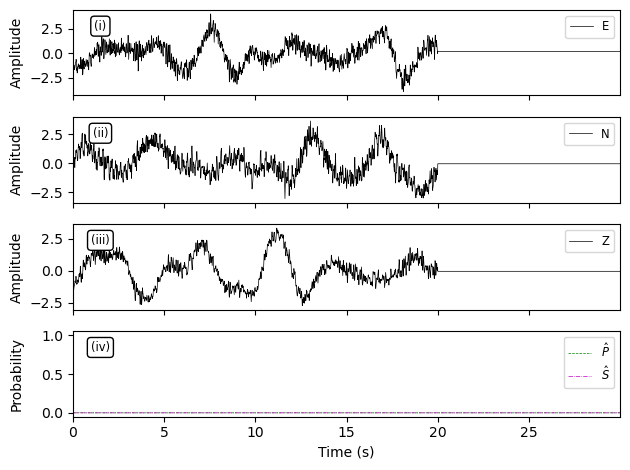 Amplitude
2.5
0.0
−2.5
(i)
E
Amplitude
2.5
0.0
−2.5
(ii)
N
Amplitude
2.5
0.0
−2.5
(iii)
Z
Probability
1.0
0.5
0.0
(iv)
P̂
Ŝ
0 5 10 15 20 25
Time (s)